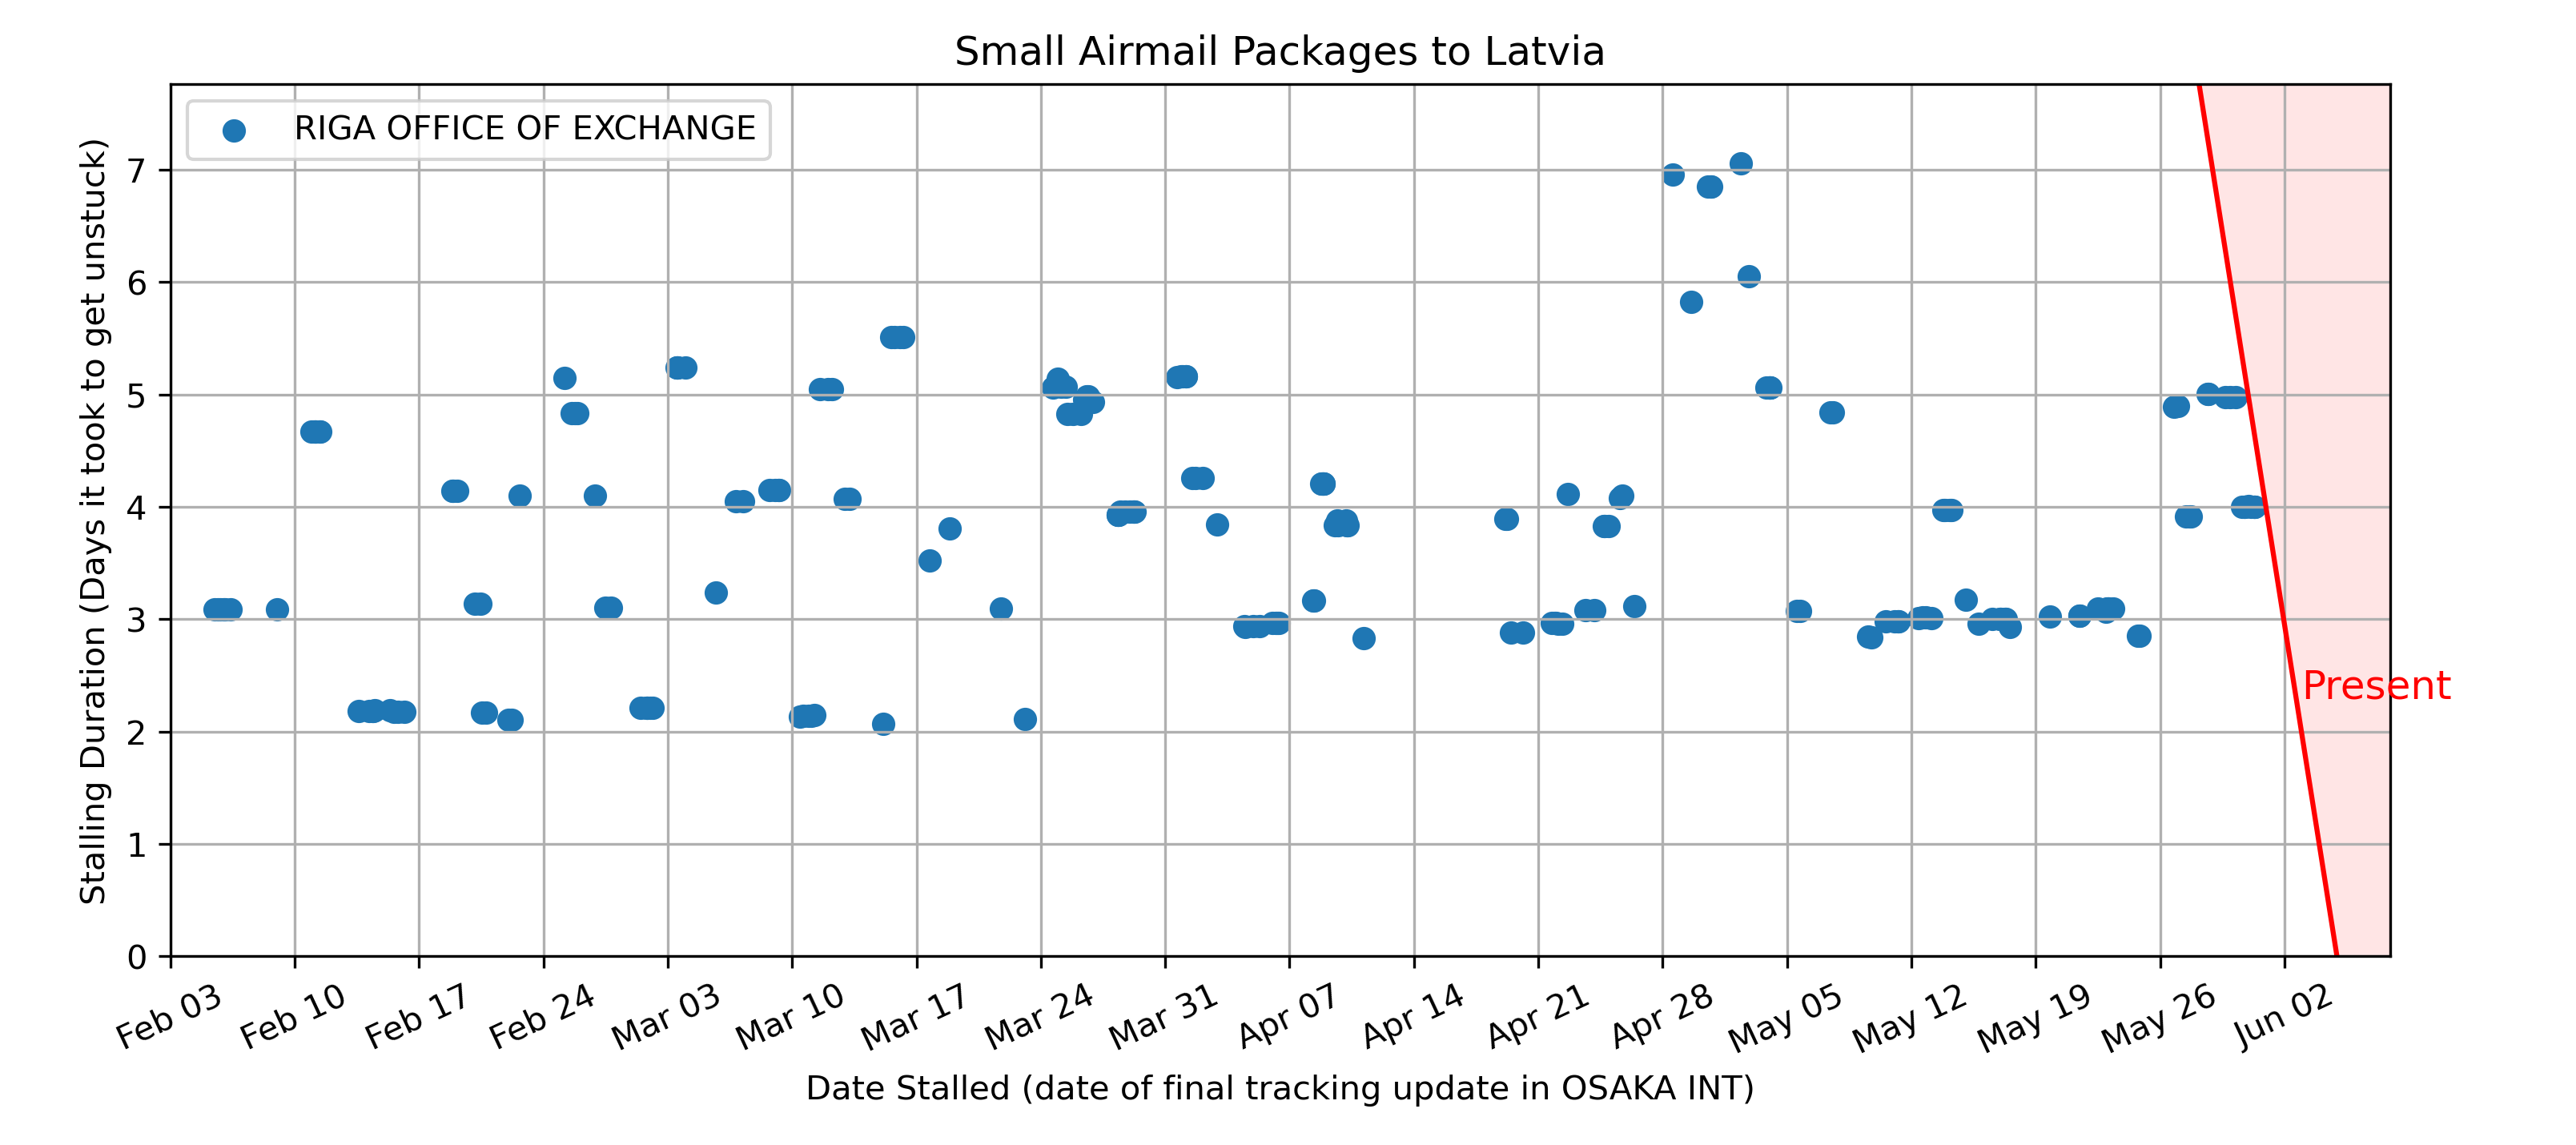 Small Airmail Packages to Latvia
RIGA OFFICE OF EXCHANGE
Stalling Duration (Days it took to get unstuck)
7
6
5
4
3
2
1
0
Present
Feb 03
Feb 10
Feb 17
Feb 24
Mar 03
Mar 10
Mar 17
Mar 24
Mar 31
Apr 07
Apr 14
Apr 21
Apr 28
May 05
May 12
May 19
May 26
Jun 02
Date Stalled (date of final tracking update in OSAKA INT)